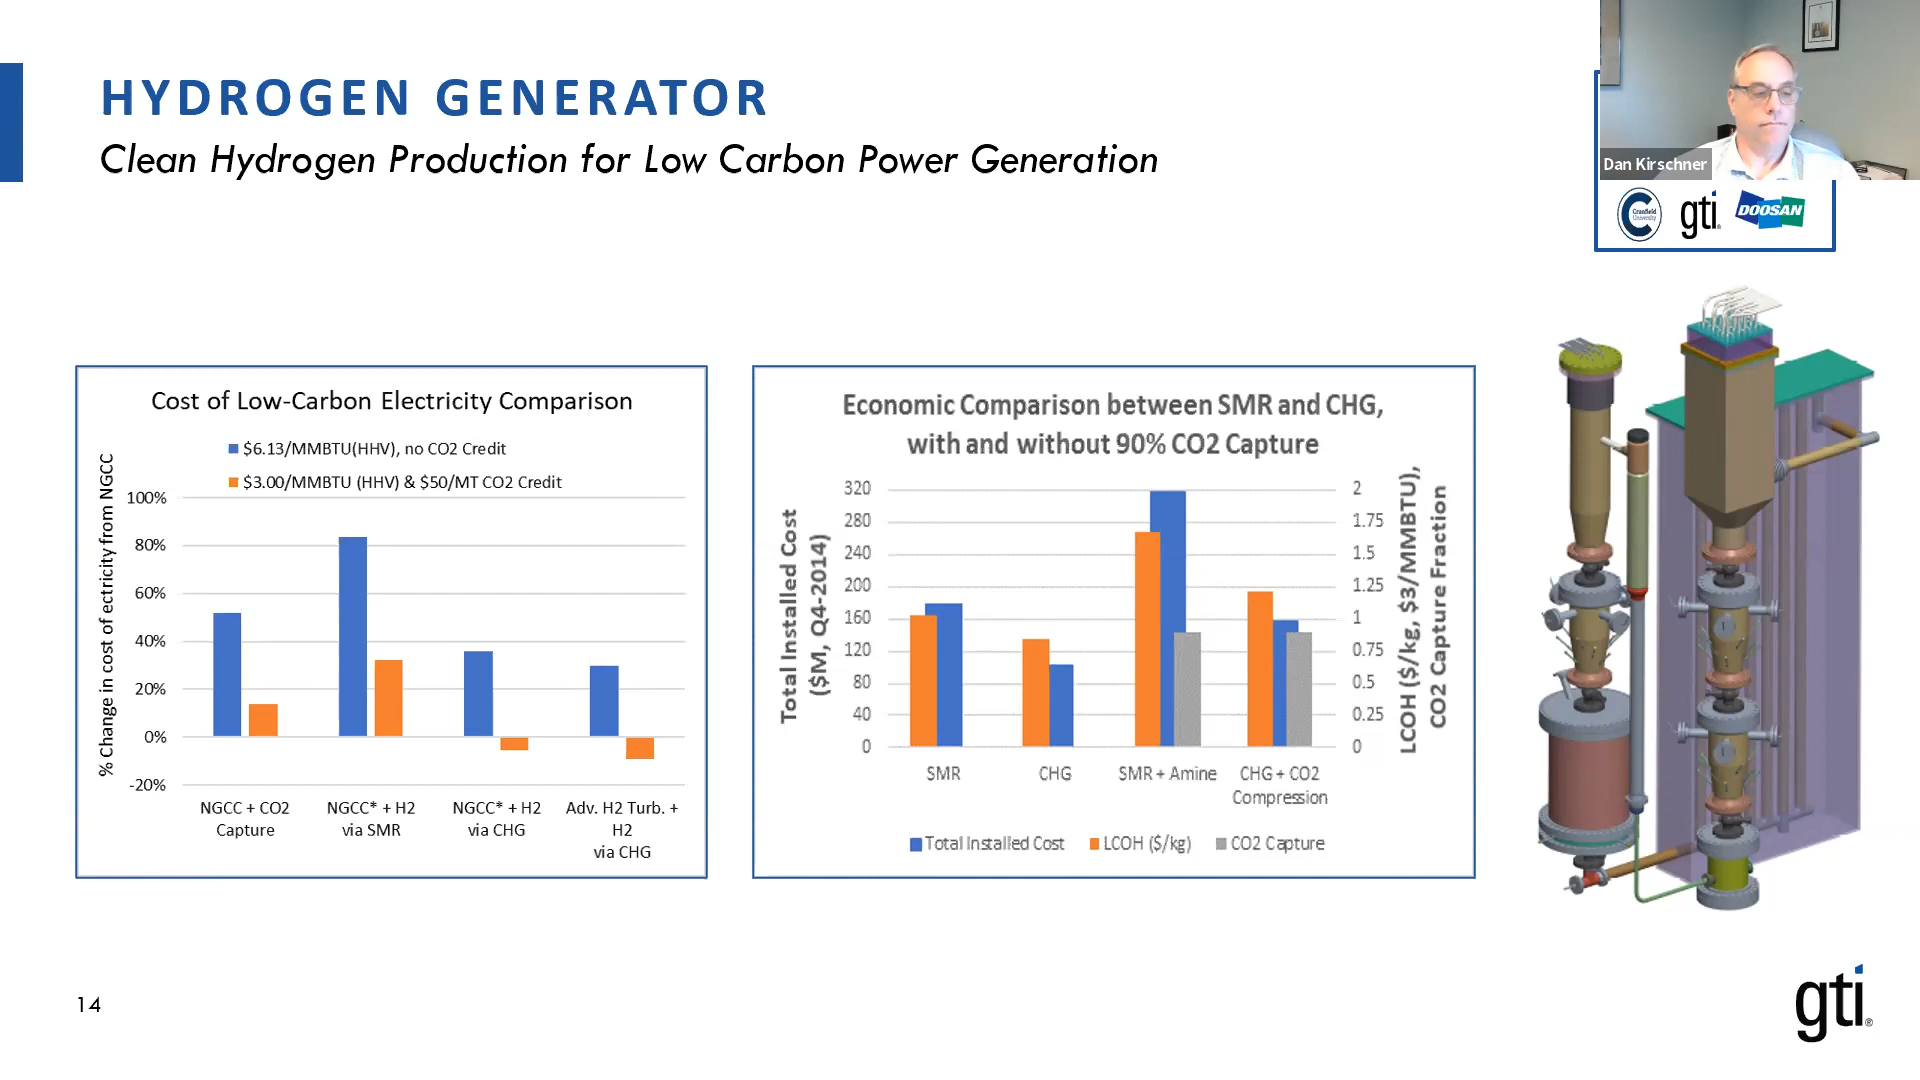 HYDROGEN GENERATOR
Clean Hydrogen Production for Low Carbon Power Generation
Dan Kirschner
Cranfield
University
gti
DOOSAN
Cost of Low-Carbon Electricity Comparison
$6.13/MMBTU(HHV), no CO2 Credit
$3.00/MMBTU (HHV) & $50/MT CO2 Credit
% Change in cost of ectricity from NGCC
100%
80%
60%
40%
20%
0%
-20%
NGCC + CO2
Capture
NGCC* + H2
via SMR
NGCC* + H2
via CHG
Adv. H2 Turb. +
H2
via CHG
Economic Comparison between SMR and CHG,
with and without 90% CO2 Capture
Total Installed Cost
($M, Q4-2014)
320
280
240
200
160
120
80
40
0
2
1.75
1.5
1.25
1
0.75
0.5
0.25
0
LCOH ($/kg, $3/MMBTU),
CO2 Capture Fraction
SMR
CHG
SMR + Amine
CHG + CO2
Compression
Total Installed Cost
LCOH ($/kg)
CO2 Capture
14
gti®